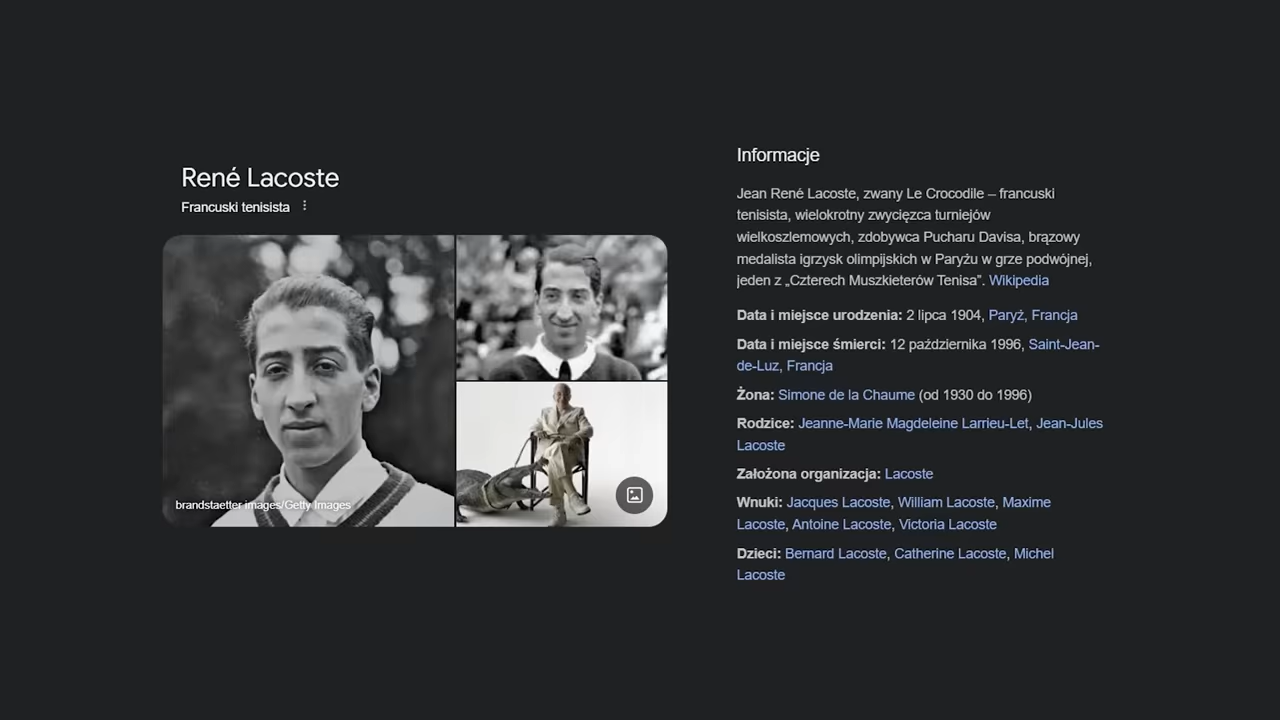 René Lacoste
Francuski tenisista
brandstaetter images/Getty Images
Informacje
Jean René Lacoste, zwany Le Crocodile – francuski
tenisista, wielokrotny zwycięzca turniejów
wielkoszlemowych, zdobywca Pucharu Davisa, brązowy
medalista igrzysk olimpijskich w Paryżu w grze podwójnej,
jeden z „Czterech Muszkieterów Tenisa”. Wikipedia
Data i miejsce urodzenia: 2 lipca 1904, Paryż, Francja
Data i miejsce śmierci: 12 października 1996, Saint-Jean-
de-Luz, Francja
Żona: Simone de la Chaume (od 1930 do 1996)
Rodzice: Jeanne-Marie Magdeleine Larrieu-Let, Jean-Jules
Lacoste
Założona organizacja: Lacoste
Wnuki: Jacques Lacoste, William Lacoste, Maxime
Lacoste, Antoine Lacoste, Victoria Lacoste
Dzieci: Bernard Lacoste, Catherine Lacoste, Michel
Lacoste